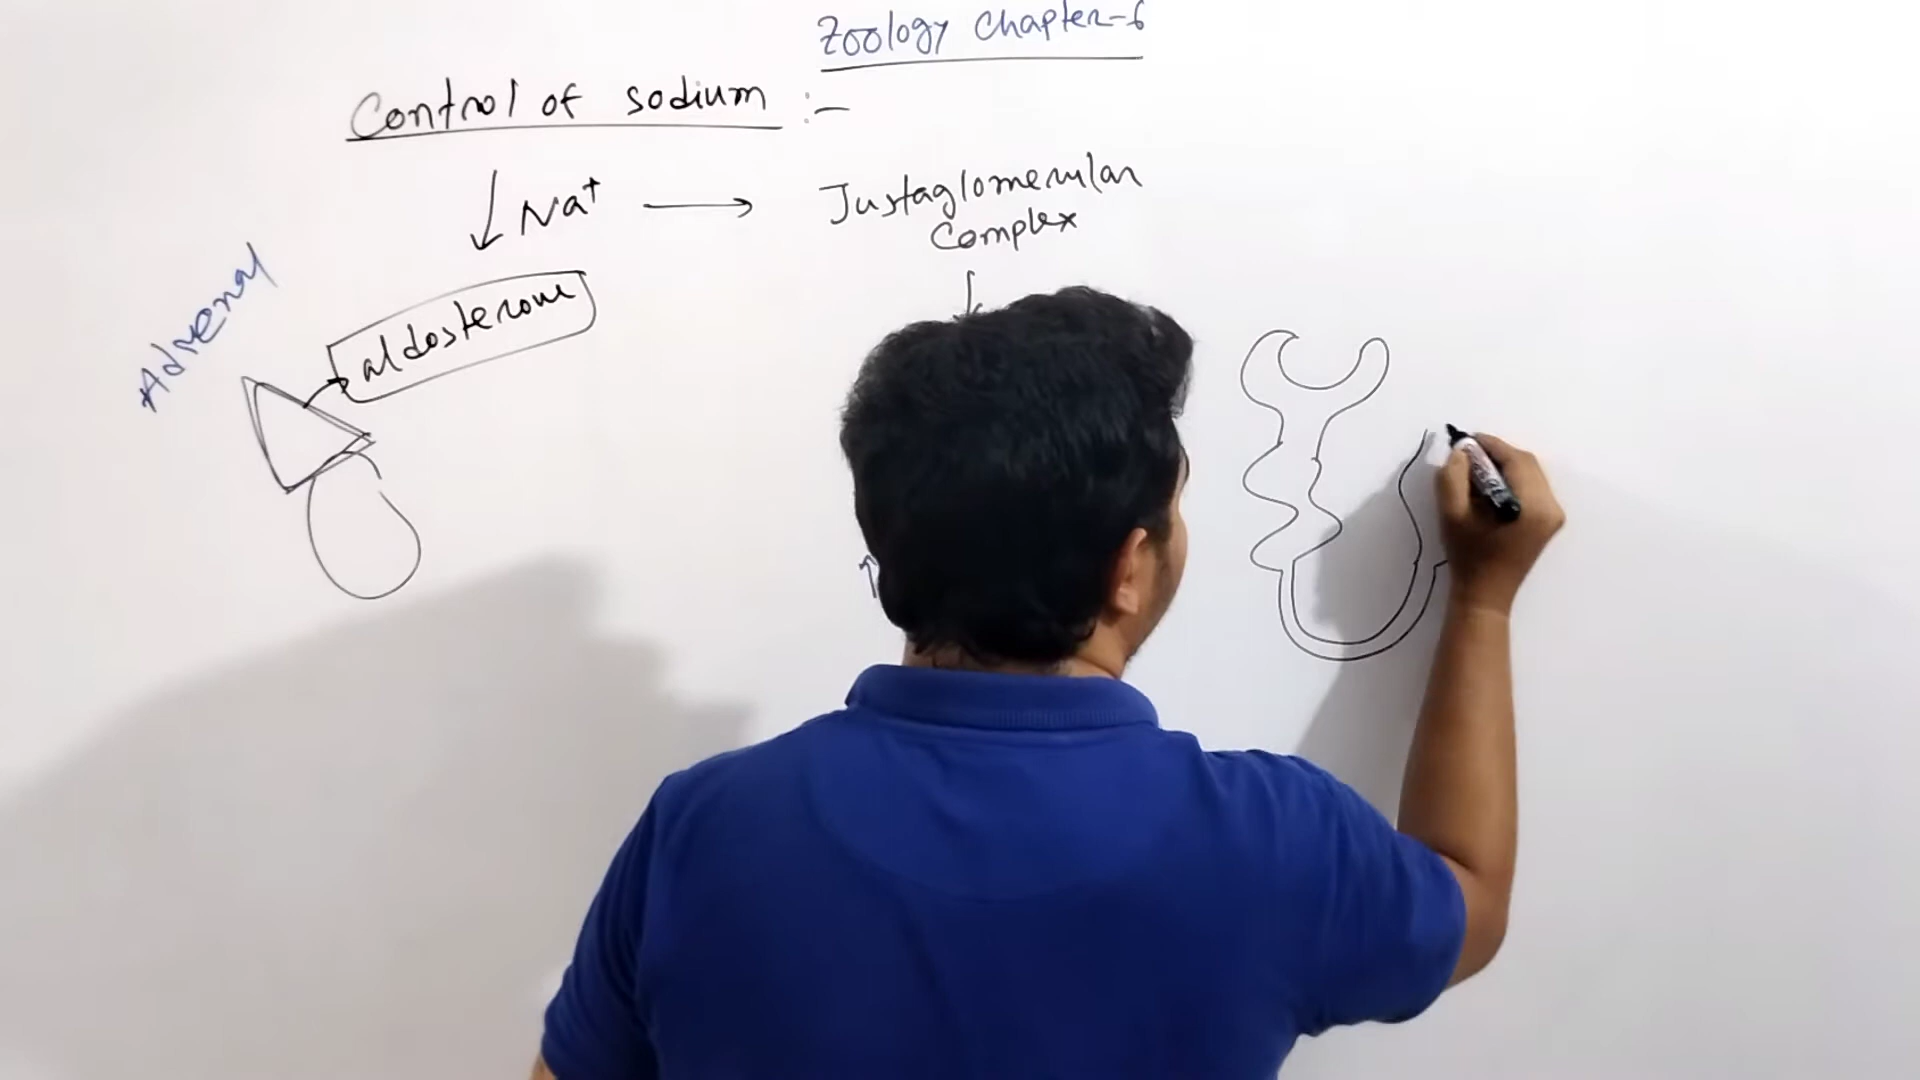 Zoology Chapter-6
Control of sodium :-
↓ Na+ → Justaglomerular
Complex
↓
Adrenal
aldosterone
↑